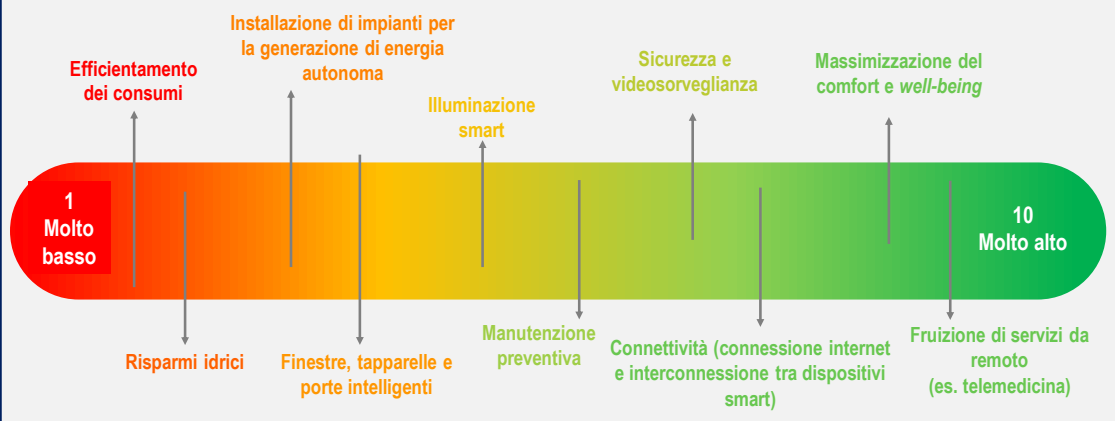 Installazione di impianti per
la generazione di energia
autonoma
Efficientamento
dei consumi
Sicurezza e
videosorveglianza
Massimizzazione del
comfort e well-being
Illuminazione
smart
1
Molto
basso
10
Molto alto
Risparmi idrici
Finestre, tapparelle e
porte intelligenti
Manutenzione
preventiva
Connettività (connessione internet
e interconnessione tra dispositivi
smart)
Fruizione di servizi da
remoto
(es. telemedicina)